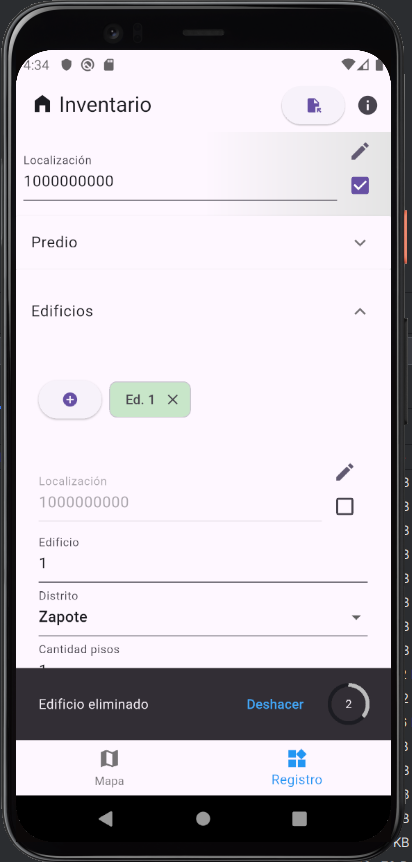 4:34
Inventario
Localización
1000000000
Predio
Edificios
Ed. 1
Localización
1000000000
Edificio
1
Distrito
Zapote
Cantidad pisos
Edificio eliminado Deshacer 2
Mapa Registro
KB